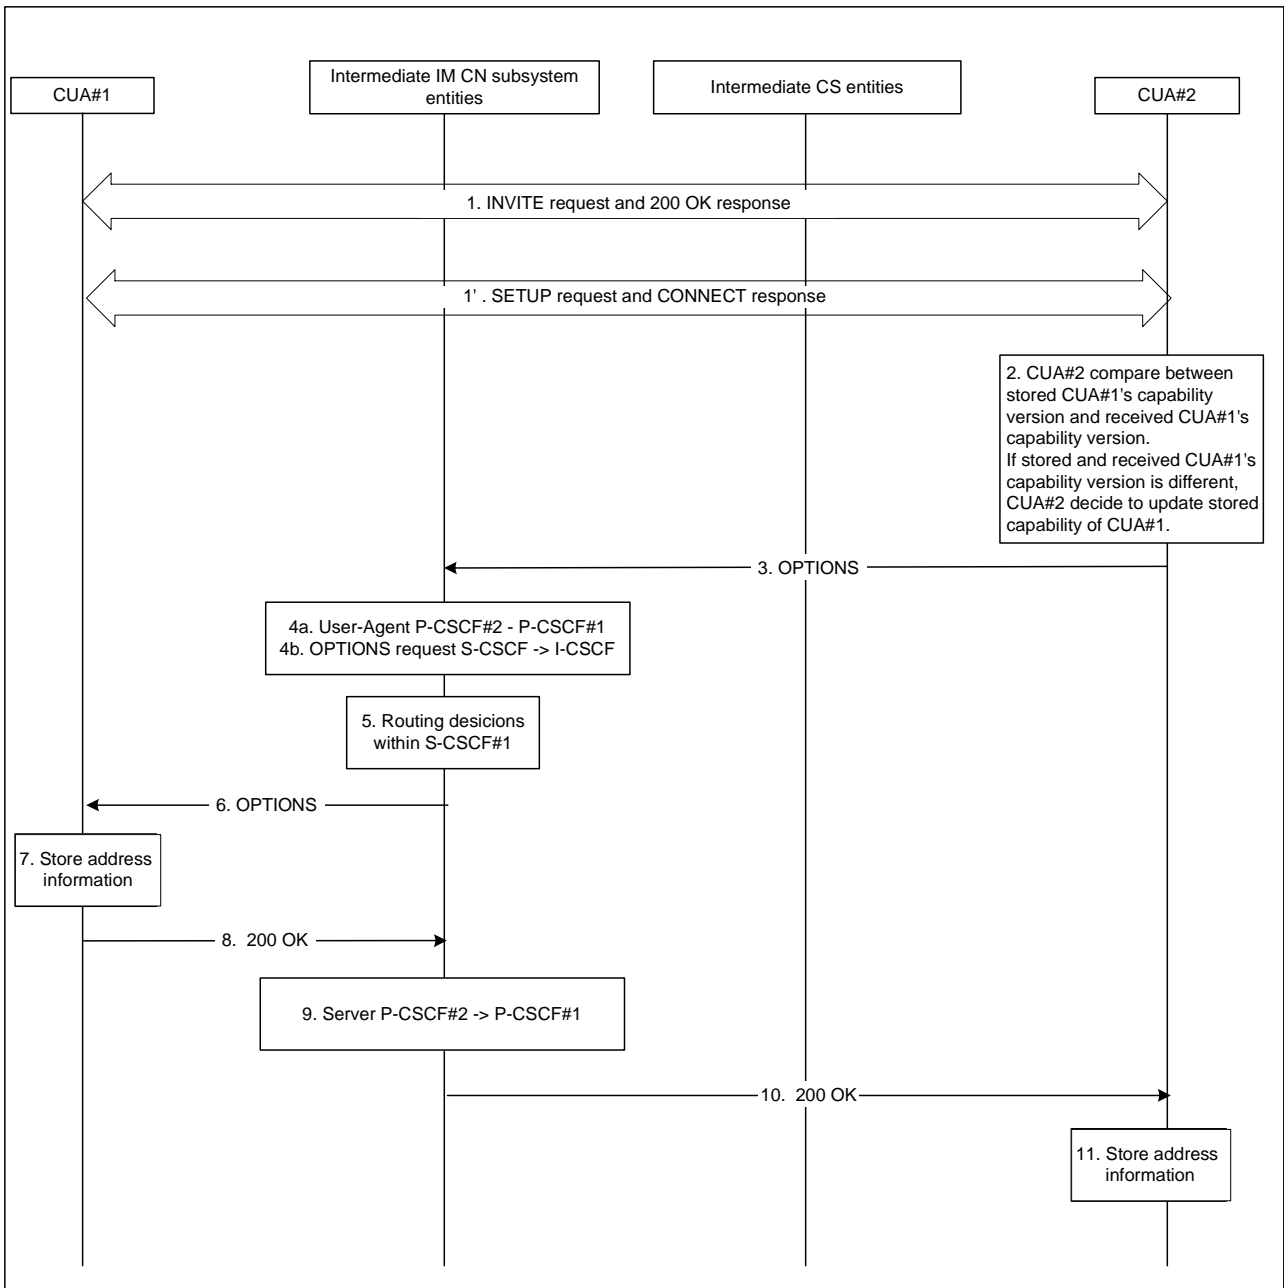 CUA#1
Intermediate IM CN subsystem
entities
Intermediate CS entities
CUA#2
1. INVITE request and 200 OK response
1' . SETUP request and CONNECT response
2. CUA#2 compare between
stored CUA#1's capability
version and received CUA#1's
capability version.
If stored and received CUA#1's
capability version is different,
CUA#2 decide to update stored
capability of CUA#1.
3. OPTIONS
4a. User-Agent P-CSCF#2 - P-CSCF#1
4b. OPTIONS request S-CSCF -> I-CSCF
5. Routing desicions
within S-CSCF#1
6. OPTIONS
7. Store address
information
8. 200 OK
9. Server P-CSCF#2 -> P-CSCF#1
10. 200 OK
11. Store address
information